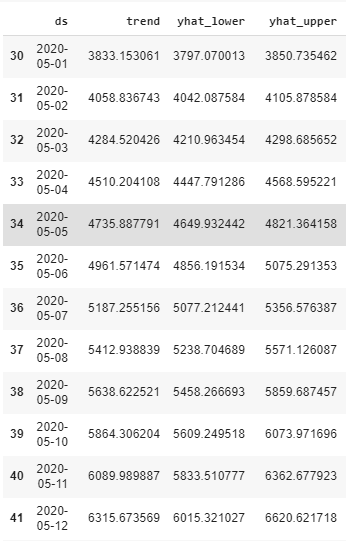 ds trend yhat_lower yhat_upper
30 2020-05-01 3833.153061 3797.070013 3850.735462
31 2020-05-02 4058.836743 4042.087584 4105.878584
32 2020-05-03 4284.520426 4210.963454 4298.685652
33 2020-05-04 4510.204108 4447.791286 4568.595221
34 2020-05-05 4735.887791 4649.932442 4821.364158
35 2020-05-06 4961.571474 4856.191534 5075.291353
36 2020-05-07 5187.255156 5077.212441 5356.576387
37 2020-05-08 5412.938839 5238.704689 5571.126087
38 2020-05-09 5638.622521 5458.266693 5859.687457
39 2020-05-10 5864.306204 5609.249518 6073.971696
40 2020-05-11 6089.989887 5833.510777 6362.677923
41 2020-05-12 6315.673569 6015.321027 6620.621718